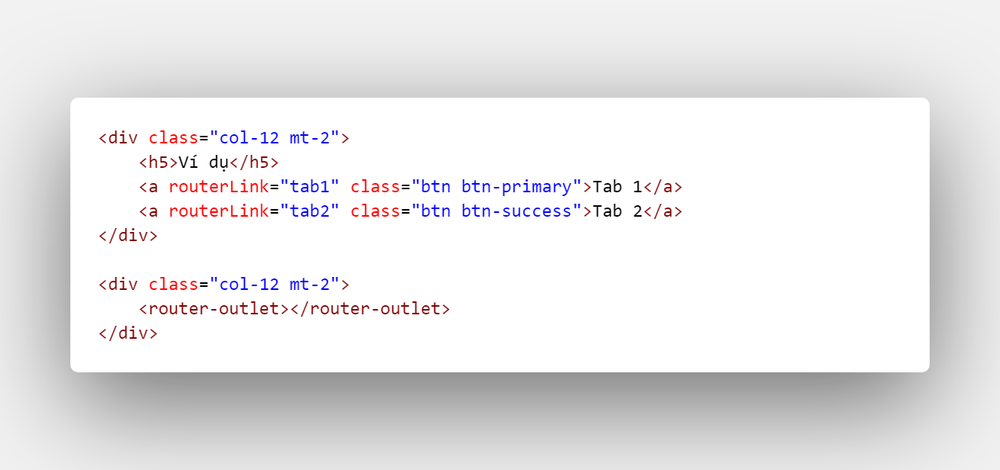 <div class="col-12 mt-2">
    <h5>Ví dụ</h5>
    <a routerLink="tab1" class="btn btn-primary">Tab 1</a>
    <a routerLink="tab2" class="btn btn-success">Tab 2</a>
</div>

<div class="col-12 mt-2">
    <router-outlet></router-outlet>
</div>